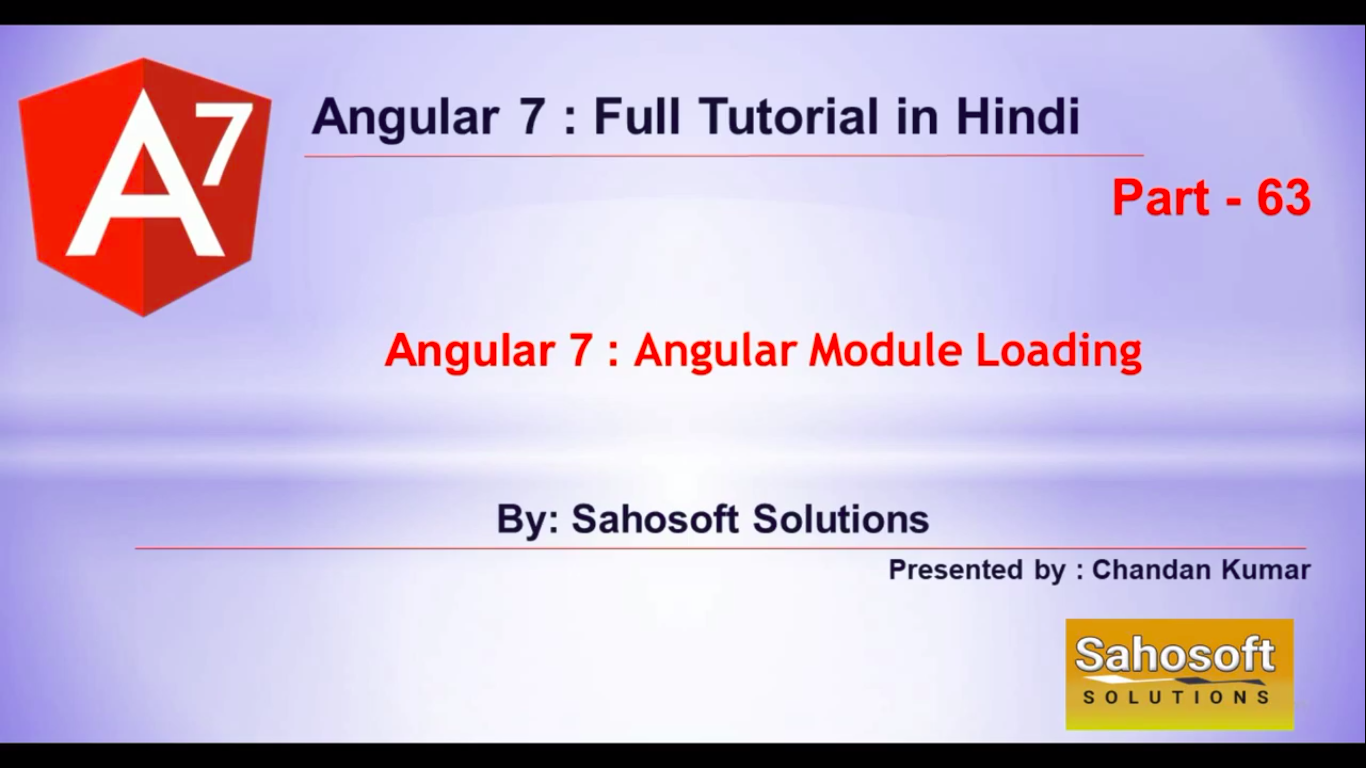 A7
Angular 7 : Full Tutorial in Hindi
Part - 63
Angular 7 : Angular Module Loading
By: Sahosoft Solutions
Presented by : Chandan Kumar
Sahosoft
SOLUTIONS